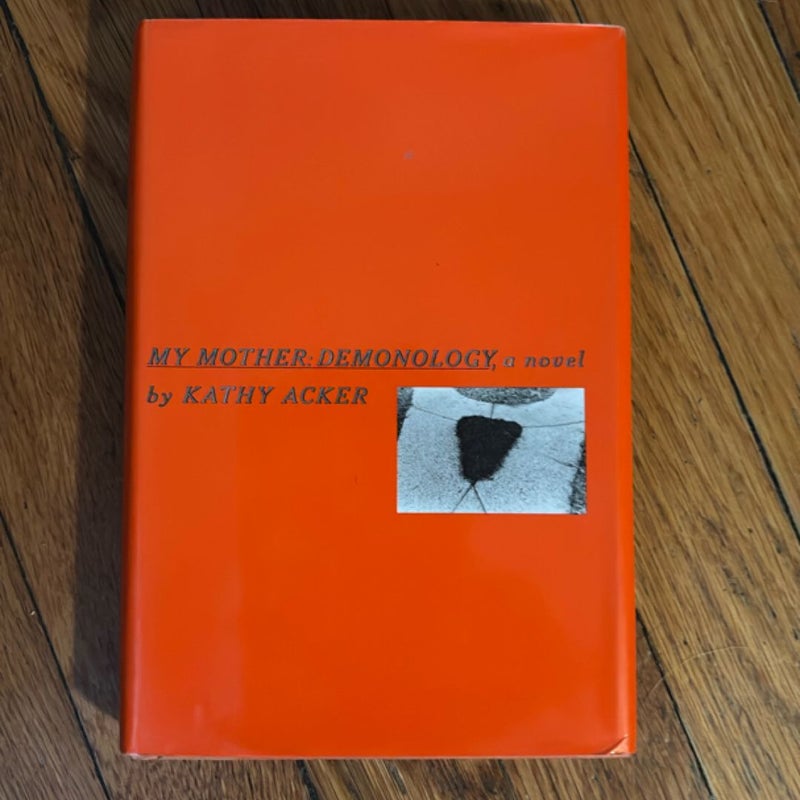 MY MOTHER: DEMONOLOGY, a novel
by KATHY ACKER